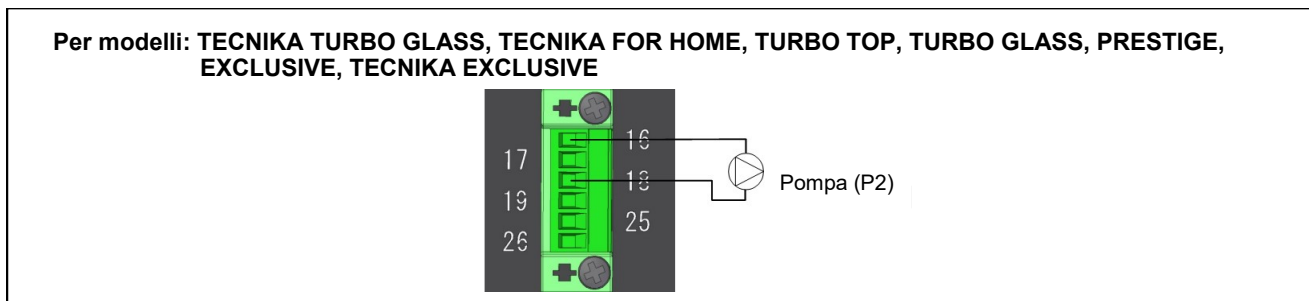 Per modelli: TECNIKA TURBO GLASS, TECNIKA FOR HOME, TURBO TOP, TURBO GLASS, PRESTIGE,
EXCLUSIVE, TECNIKA EXCLUSIVE
16
17
18
Pompa (P2)
19
25
26